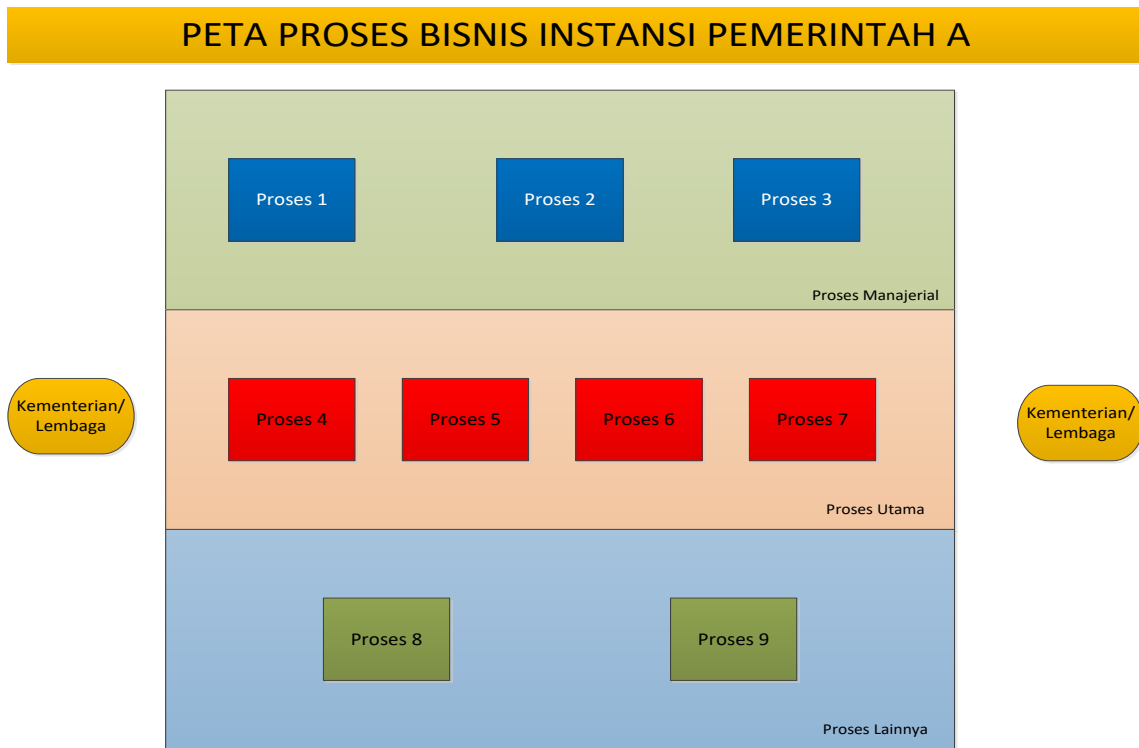 PETA PROSES BISNIS INSTANSI PEMERINTAH A
Proses 1
Proses 2
Proses 3
Proses Manajerial
Kementerian/
Lembaga
Proses 4
Proses 5
Proses 6
Proses 7
Kementerian/
Lembaga
Proses Utama
Proses 8
Proses 9
Proses Lainnya